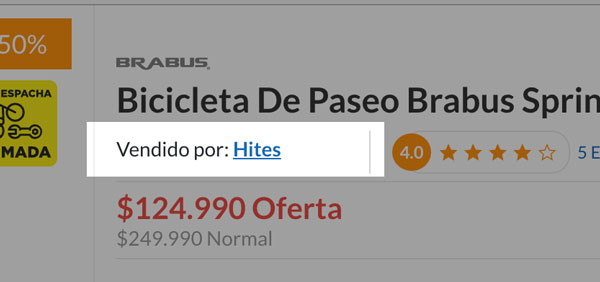 50%
ESPACHA
MADA
BRABUS
Bicicleta De Paseo Brabus Sprin
Vendido por: Hites
4.0
5 E
$124.990 Oferta
$249.990 Normal